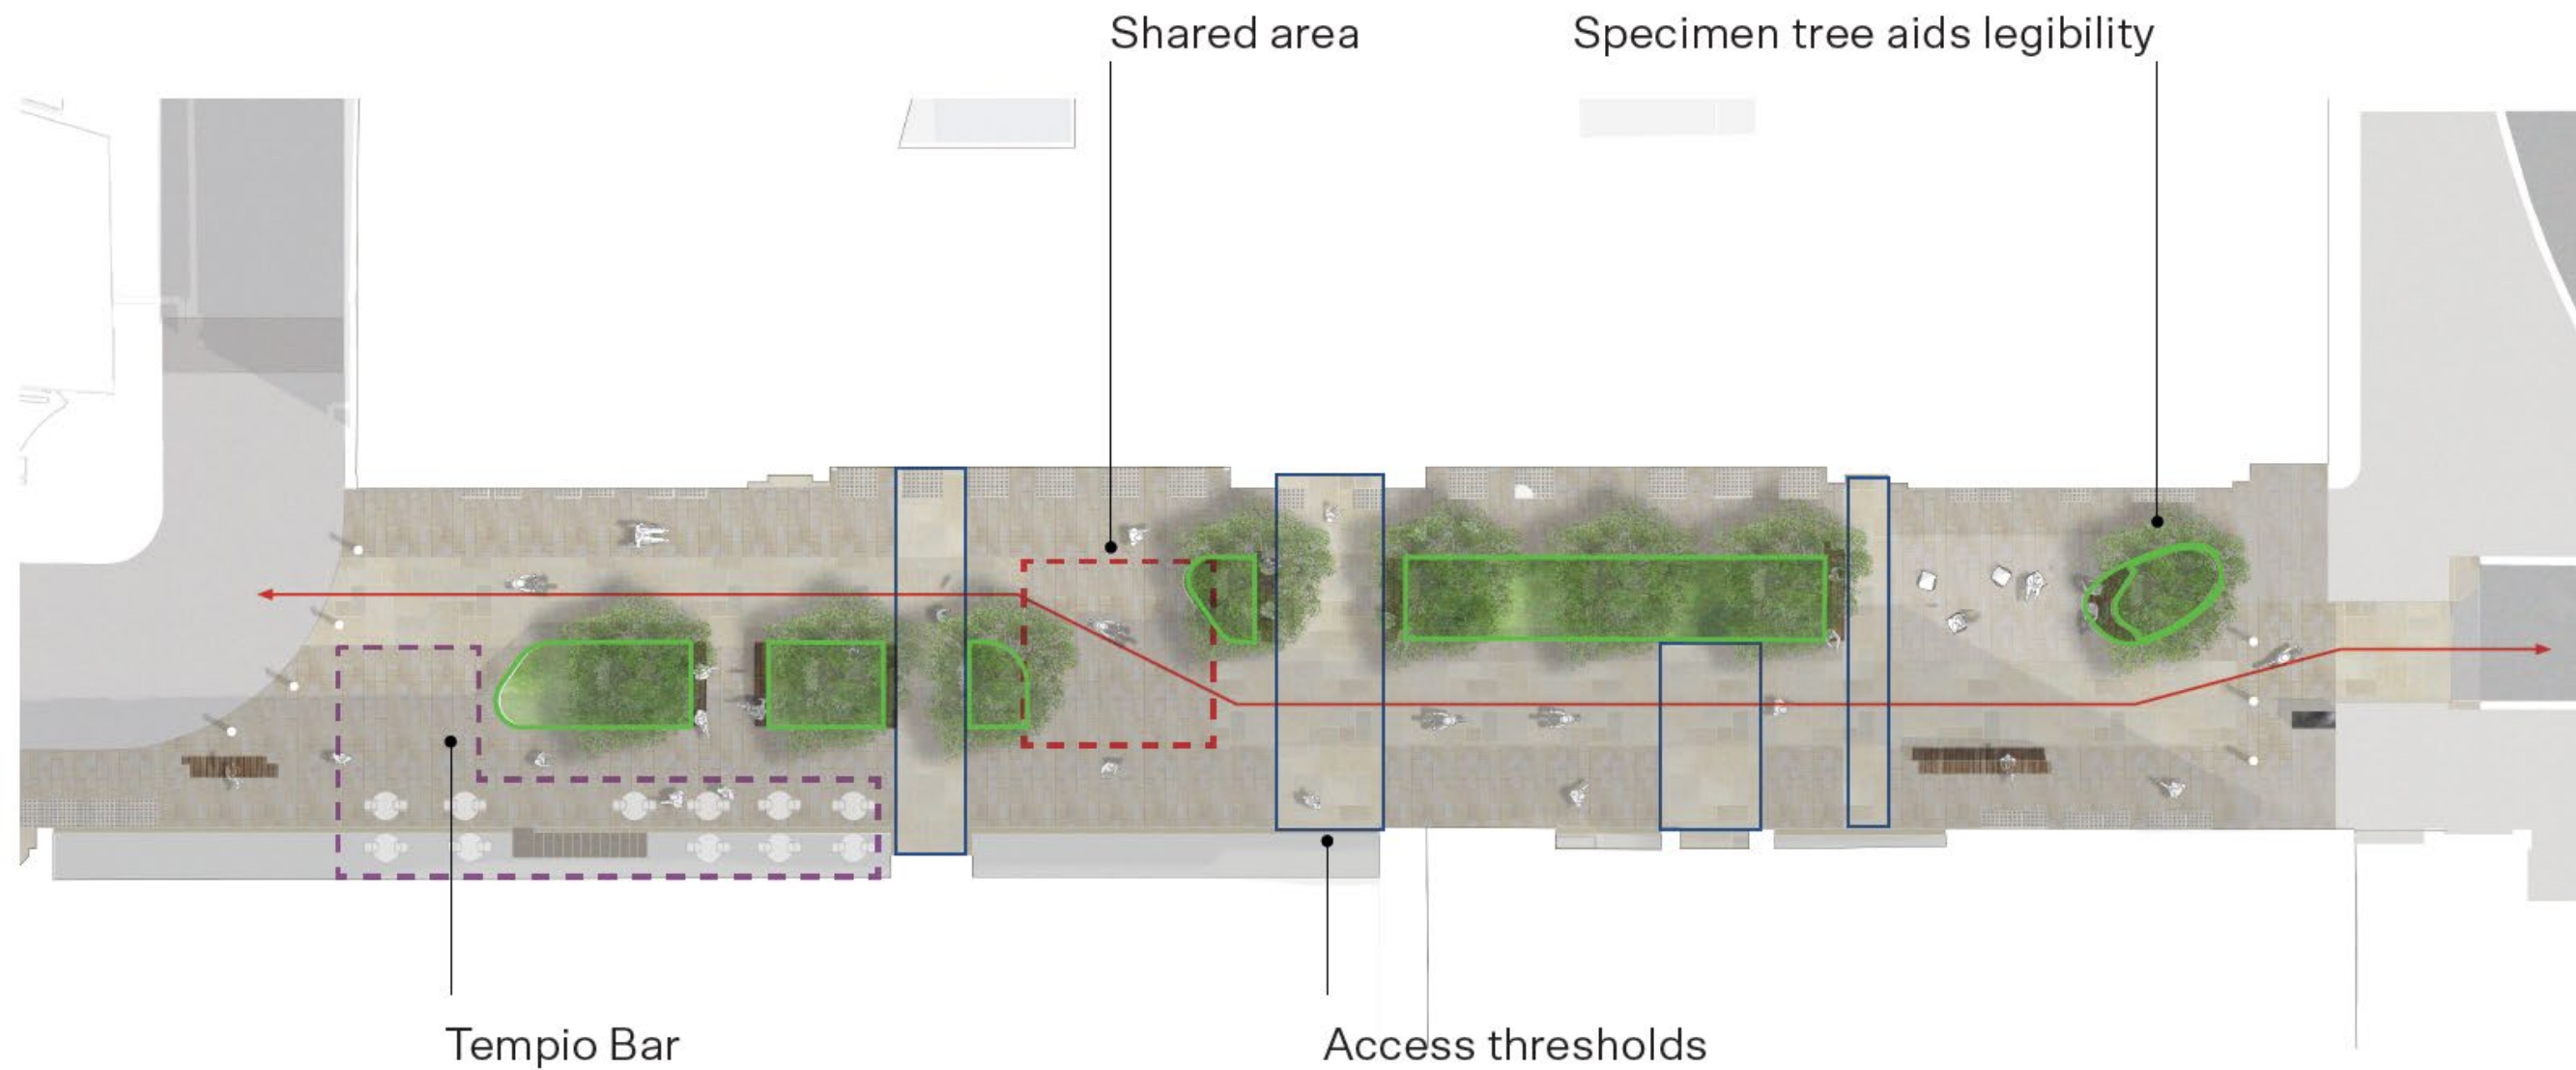 Shared area
Specimen tree aids legibility
Tempio Bar
Access thresholds